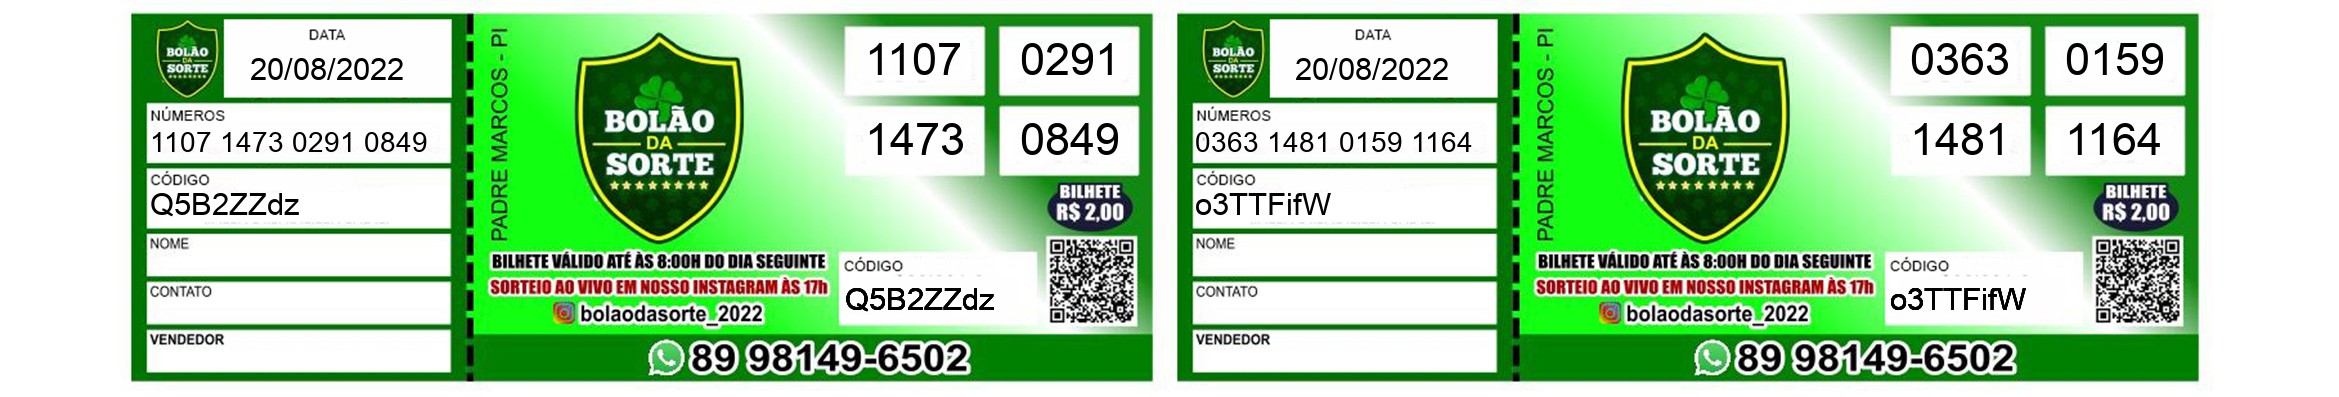 BOLÃO
DA
SORTE
DATA
20/08/2022
NÚMEROS
1107 1473 0291 0849
CÓDIGO
Q5B2ZZdz
NOME
CONTATO
VENDEDOR
PADRE MARCOS - PI
BOLÃO
DA
SORTE
1107 0291
1473 0849
BILHETE
R$ 2,00
BILHETE VÁLIDO ATÉ ÀS 8:00H DO DIA SEGUINTE
SORTEIO AO VIVO EM NOSSO INSTAGRAM ÀS 17h
bolaodasorte_2022
CÓDIGO
Q5B2ZZdz
89 98149-6502
BOLÃO
DA
SORTE
DATA
20/08/2022
NÚMEROS
0363 1481 0159 1164
CÓDIGO
o3TTFifW
NOME
CONTATO
VENDEDOR
PADRE MARCOS - PI
BOLÃO
DA
SORTE
0363 0159
1481 1164
BILHETE
R$ 2,00
BILHETE VÁLIDO ATÉ ÀS 8:00H DO DIA SEGUINTE
SORTEIO AO VIVO EM NOSSO INSTAGRAM ÀS 17h
bolaodasorte_2022
CÓDIGO
o3TTFifW
89 98149-6502